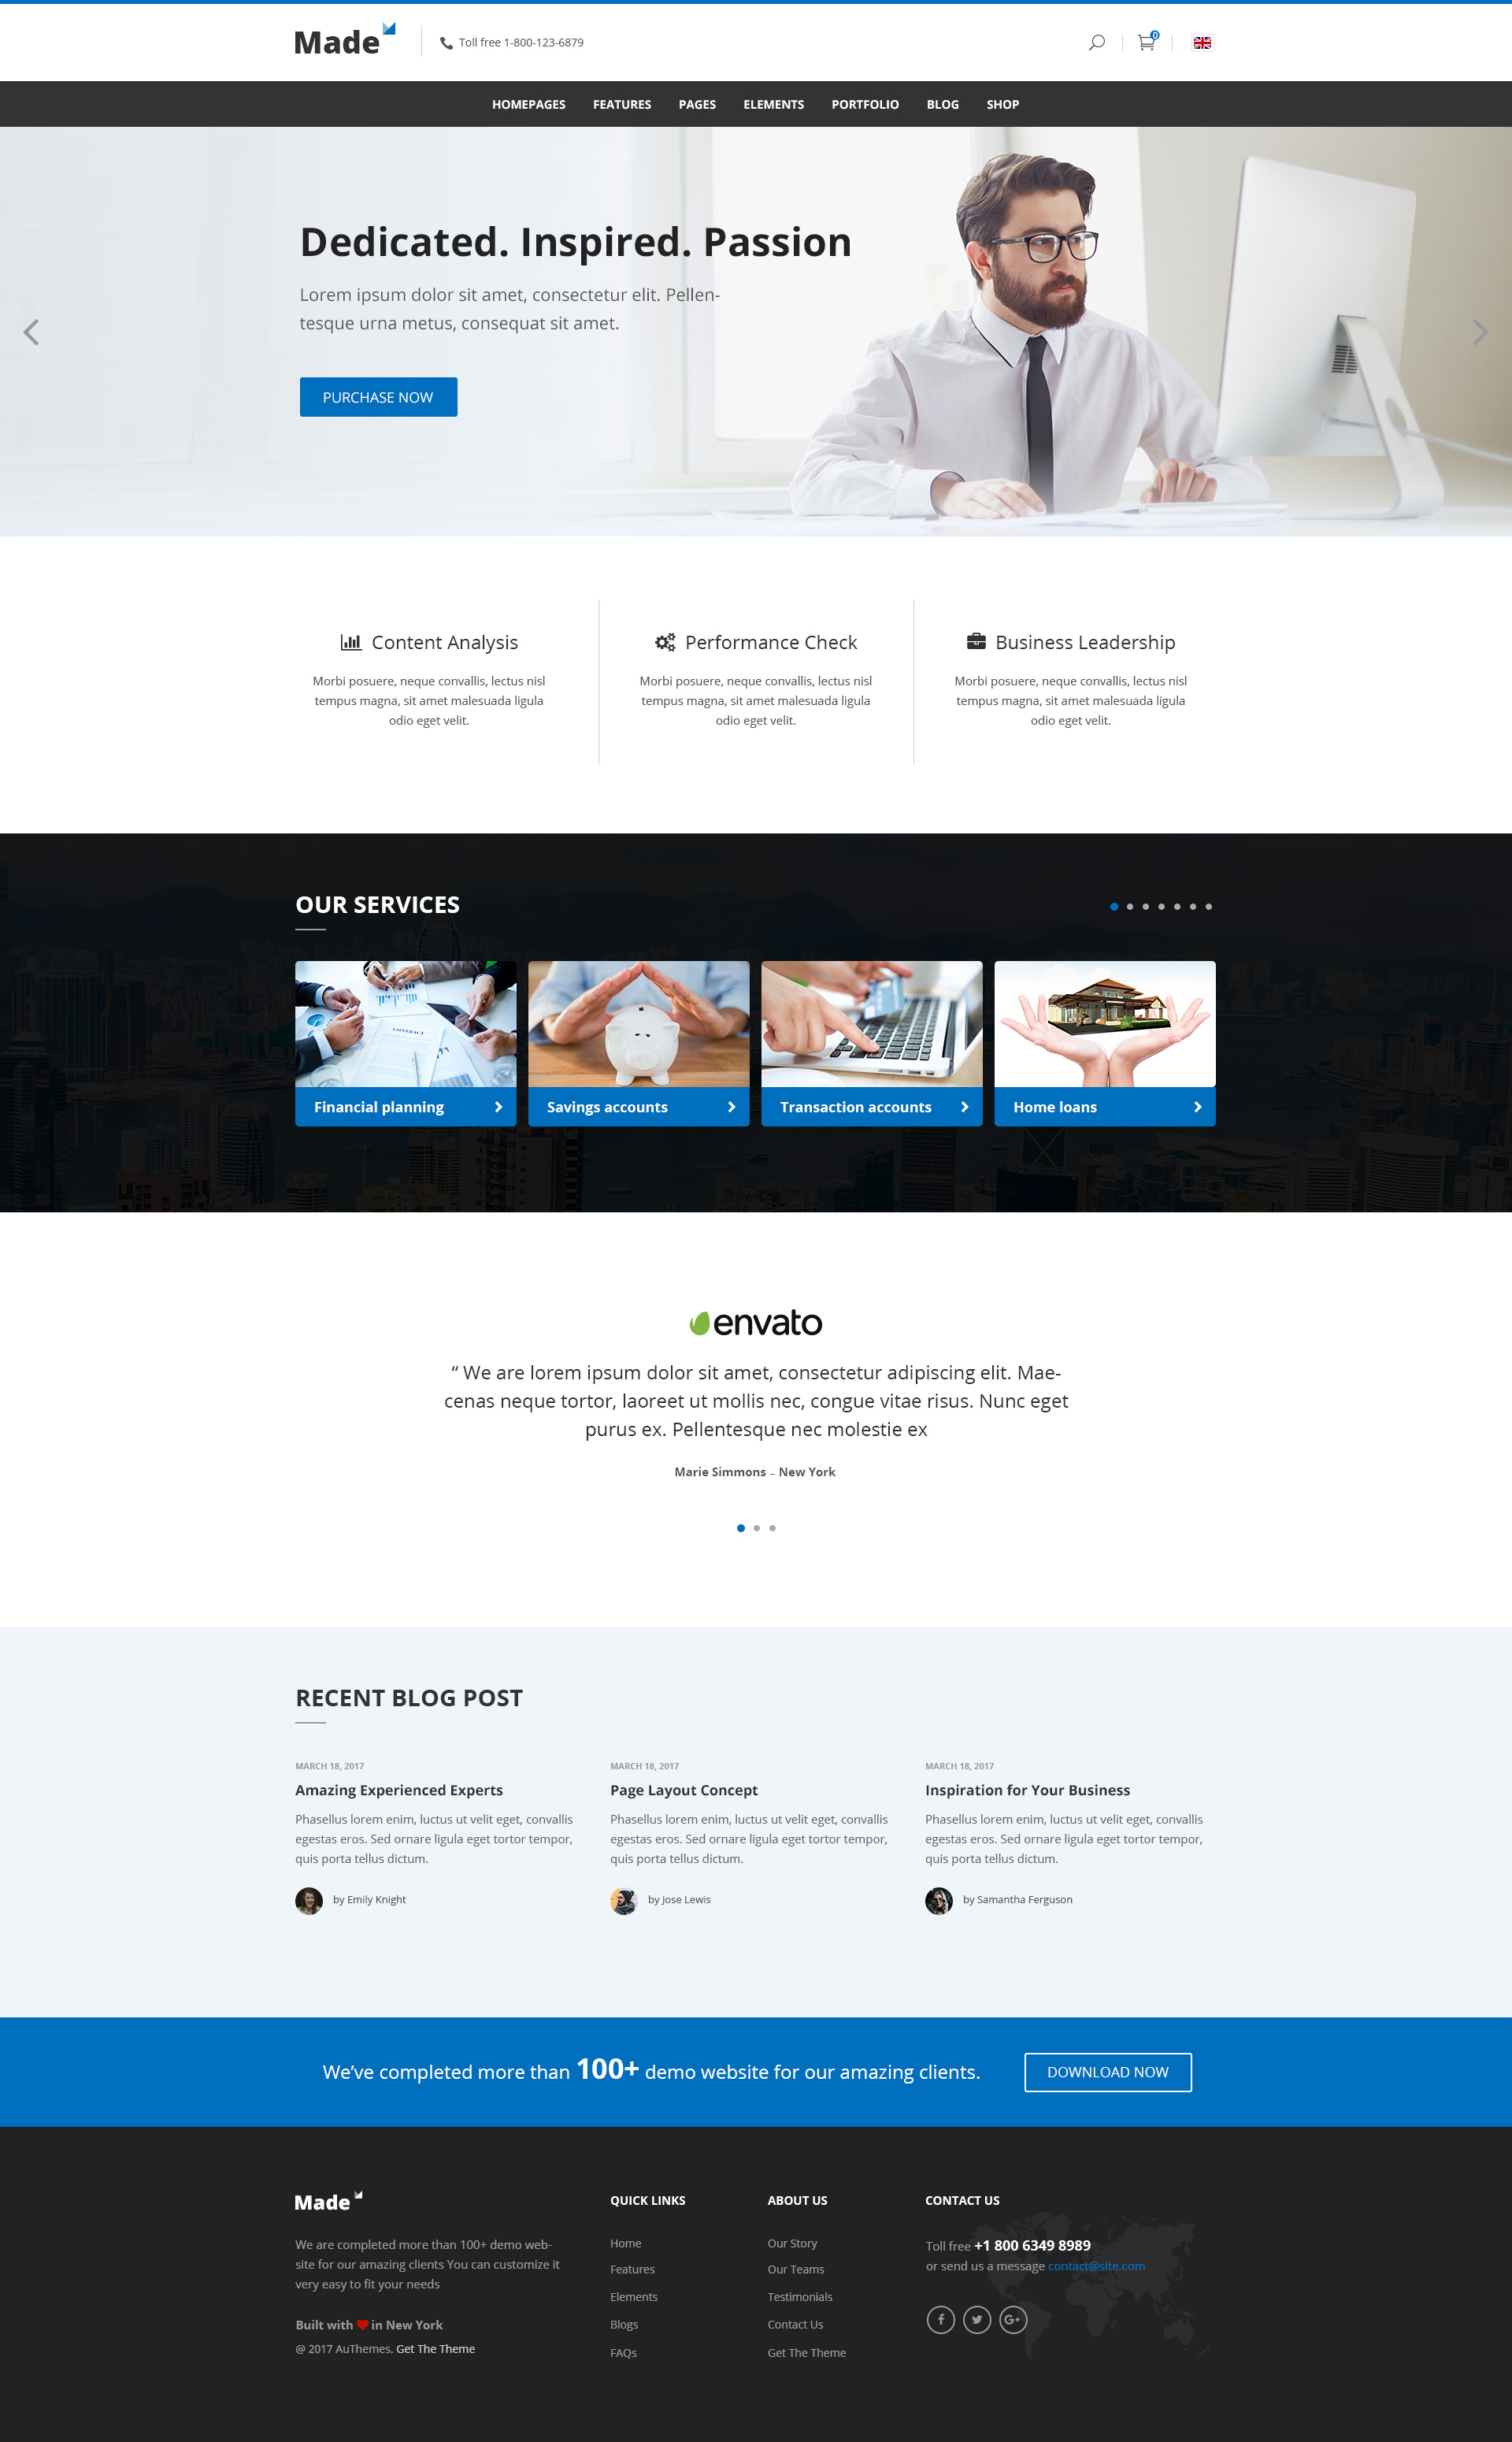 Made
Toll free 1-800-123-6879
0
HOMEPAGES FEATURES PAGES ELEMENTS PORTFOLIO BLOG SHOP
Dedicated. Inspired. Passion
Lorem ipsum dolor sit amet, consectetur elit. Pellen-
tesque urna metus, consequat sit amet.
PURCHASE NOW
Content Analysis
Morbi posuere, neque convallis, lectus nisl
tempus magna, sit amet malesuada ligula
odio eget velit.
Performance Check
Morbi posuere, neque convallis, lectus nisl
tempus magna, sit amet malesuada ligula
odio eget velit.
Business Leadership
Morbi posuere, neque convallis, lectus nisl
tempus magna, sit amet malesuada ligula
odio eget velit.
OUR SERVICES
CONTRACT
Financial planning
Savings accounts
Transaction accounts
Home loans
envato
“ We are lorem ipsum dolor sit amet, consectetur adipiscing elit. Mae-
cenas neque tortor, laoreet ut mollis nec, congue vitae risus. Nunc eget
purus ex. Pellentesque nec molestie ex
Marie Simmons – New York
RECENT BLOG POST
MARCH 18, 2017
Amazing Experienced Experts
Phasellus lorem enim, luctus ut velit eget, convallis
egestas eros. Sed ornare ligula eget tortor tempor,
quis porta tellus dictum.
by Emily Knight
MARCH 18, 2017
Page Layout Concept
Phasellus lorem enim, luctus ut velit eget, convallis
egestas eros. Sed ornare ligula eget tortor tempor,
quis porta tellus dictum.
by Jose Lewis
MARCH 18, 2017
Inspiration for Your Business
Phasellus lorem enim, luctus ut velit eget, convallis
egestas eros. Sed ornare ligula eget tortor tempor,
quis porta tellus dictum.
by Samantha Ferguson
We’ve completed more than 100+ demo website for our amazing clients.
DOWNLOAD NOW
Made
We are completed more than 100+ demo web-
site for our amazing clients You can customize it
very easy to fit your needs
Built with in New York
@ 2017 AuThemes. Get The Theme
QUICK LINKS
Home
Features
Elements
Blogs
FAQs
ABOUT US
Our Story
Our Teams
Testimonials
Contact Us
Get The Theme
CONTACT US
Toll free +1 800 6349 8989
or send us a message contact@site.com